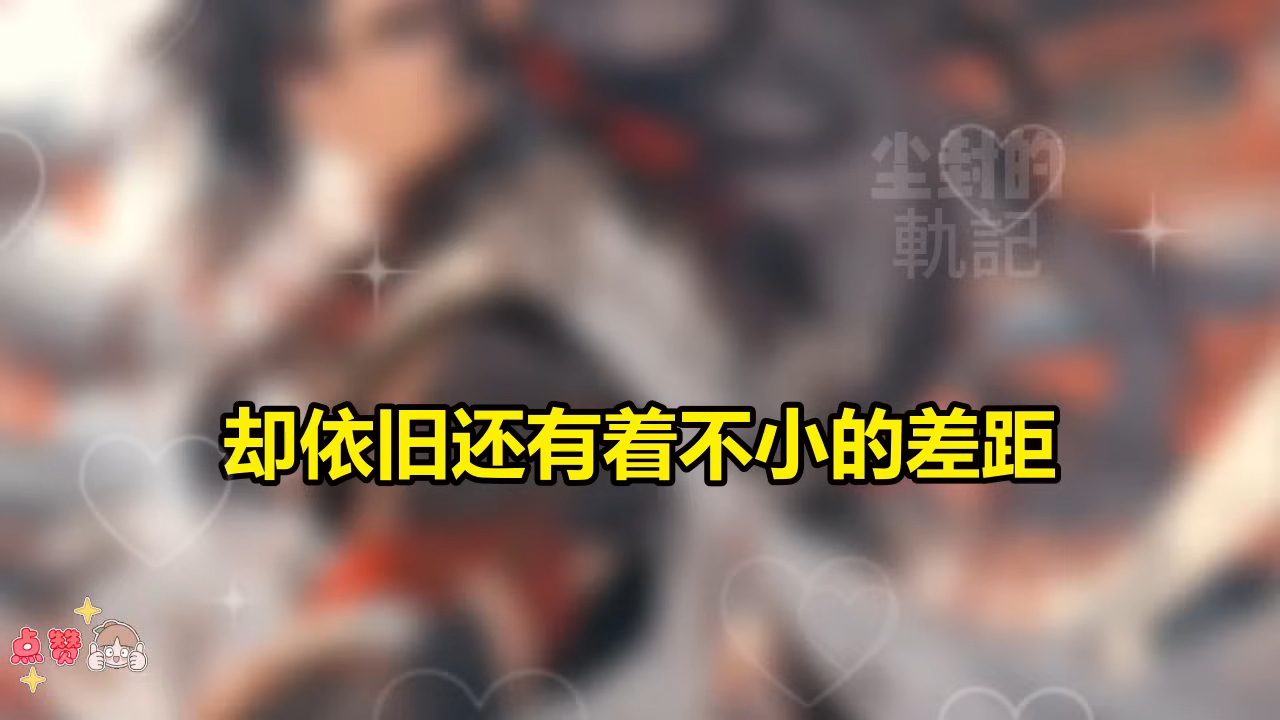 尘封的
軌記
却依旧还有着不小的差距
点赞